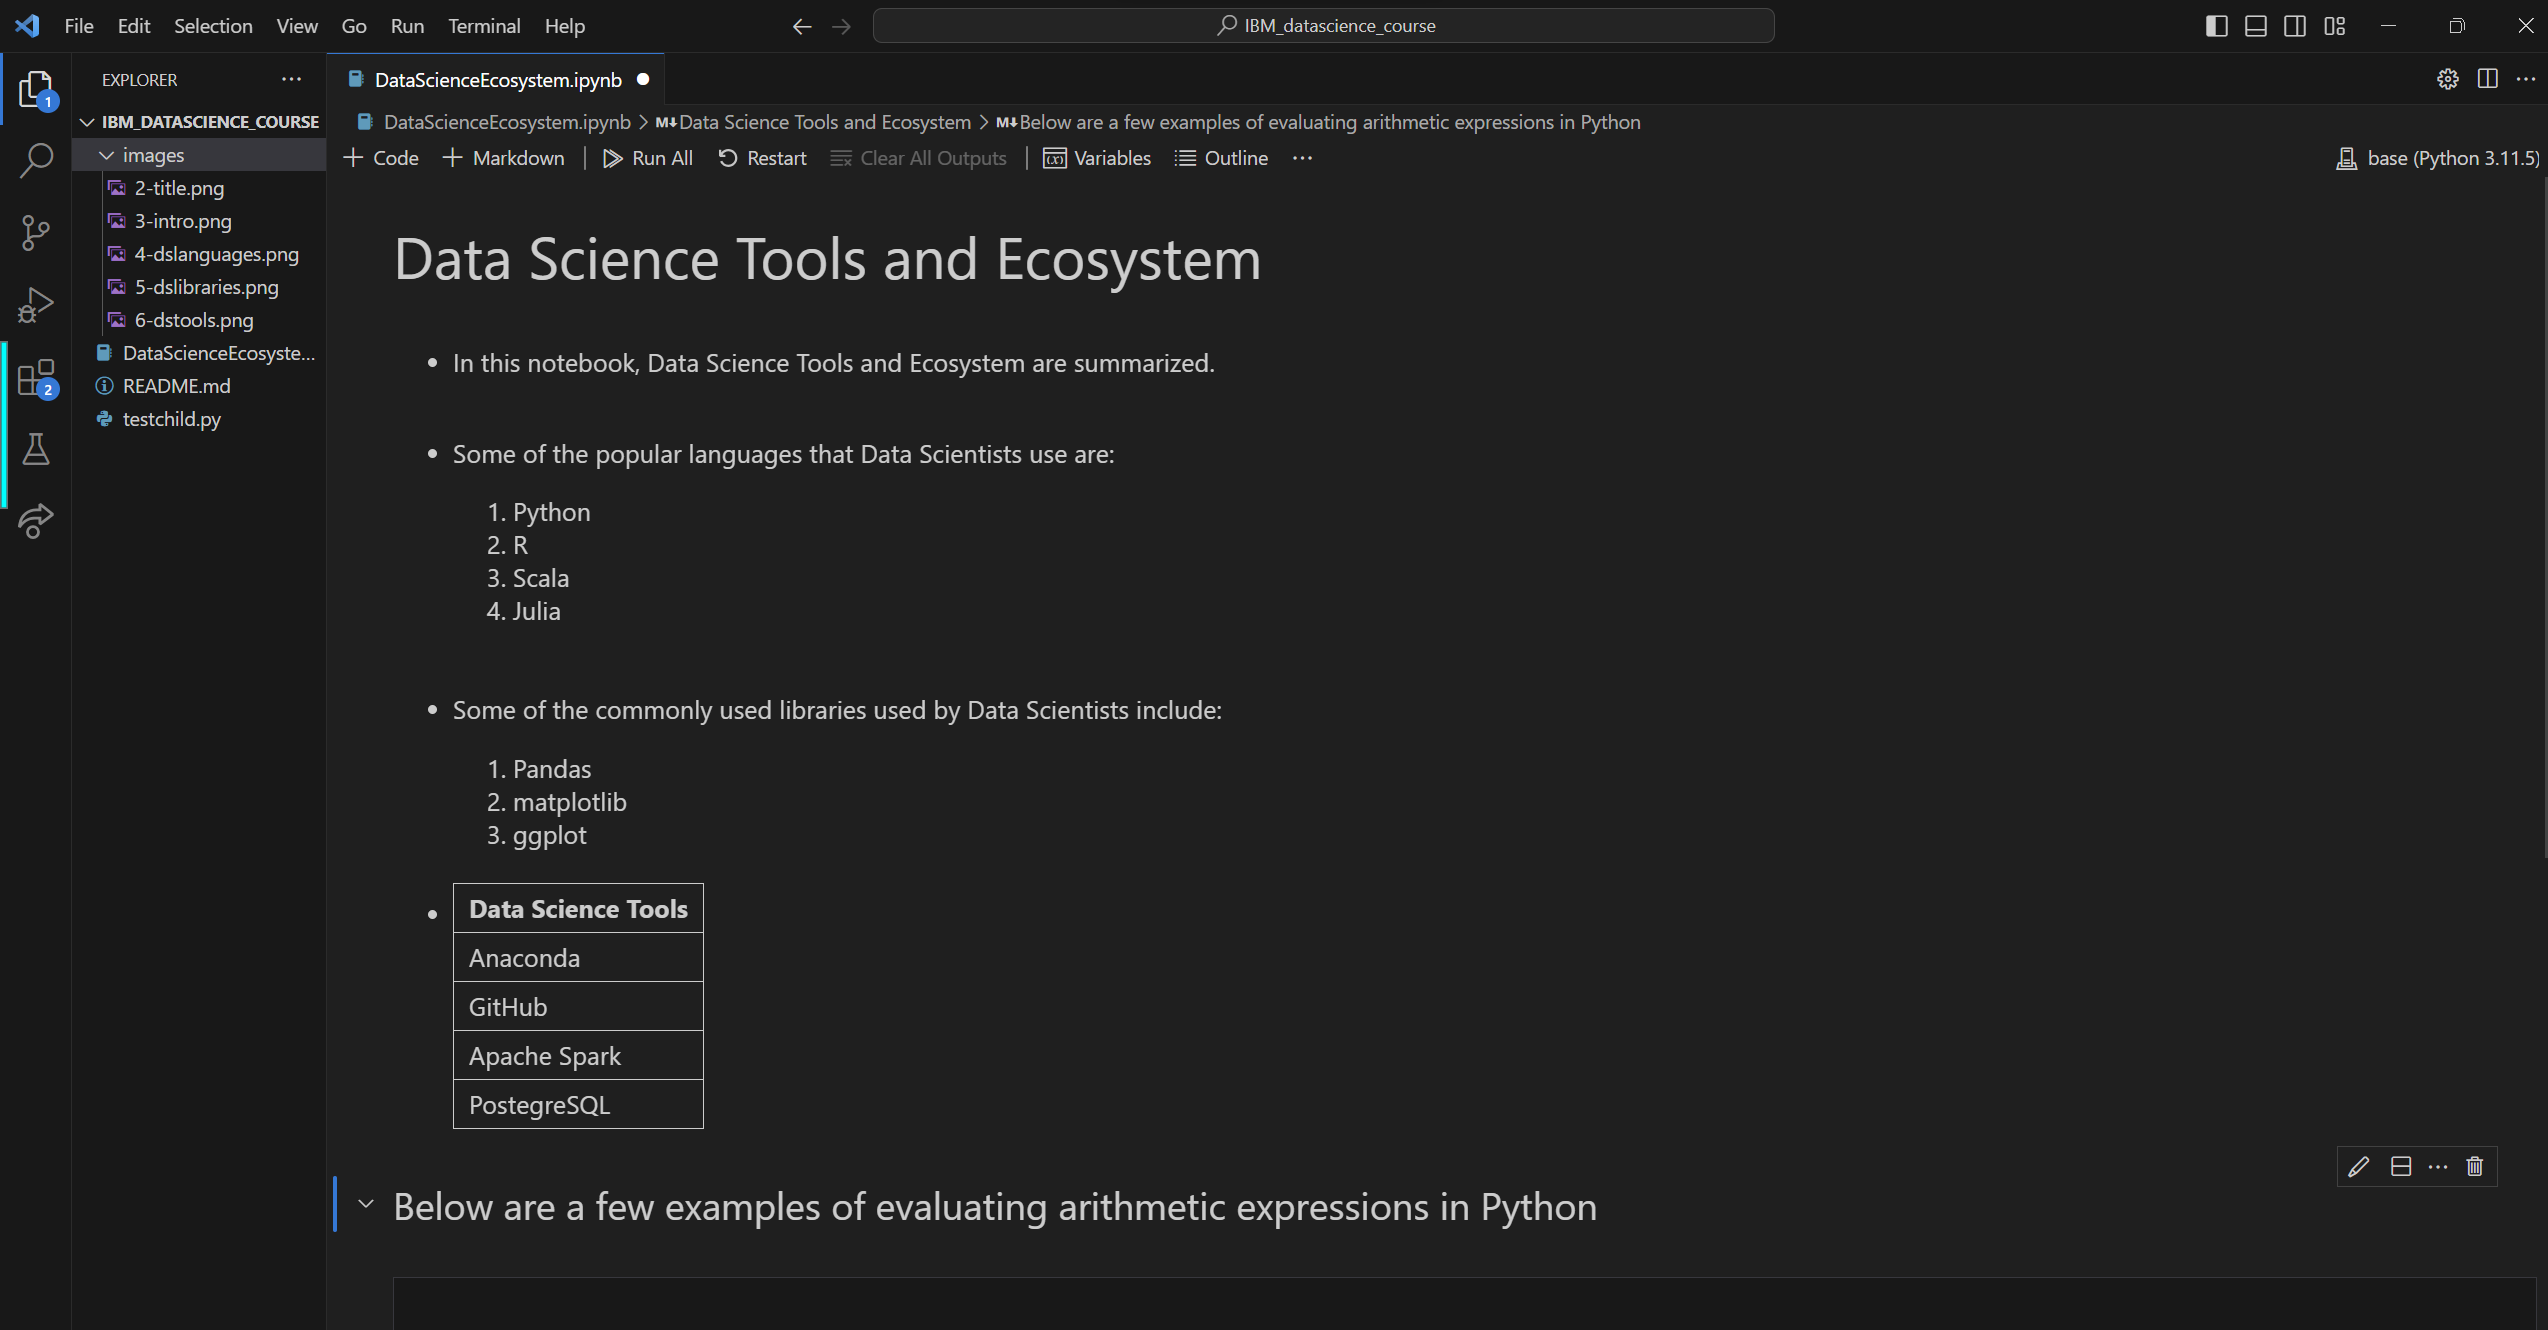 File Edit Selection View Go Run Terminal Help
IBM_datascience_course
EXPLORER
IBM_DATASCIENCE_COURSE
images
2-title.png
3-intro.png
4-dslanguages.png
5-dslibraries.png
6-dstools.png
DataScienceEcosyste...
README.md
testchild.py
1
2
DataScienceEcosystem.ipynb
DataScienceEcosystem.ipynb > M↓Data Science Tools and Ecosystem > M↓Below are a few examples of evaluating arithmetic expressions in Python
+ Code + Markdown | Run All Restart Clear All Outputs | Variables Outline ... base (Python 3.11.5)
Data Science Tools and Ecosystem
• In this notebook, Data Science Tools and Ecosystem are summarized.
• Some of the popular languages that Data Scientists use are:
1. Python
2. R
3. Scala
4. Julia
• Some of the commonly used libraries used by Data Scientists include:
1. Pandas
2. matplotlib
3. ggplot
• Data Science Tools
Anaconda
GitHub
Apache Spark
PostegreSQL
Below are a few examples of evaluating arithmetic expressions in Python